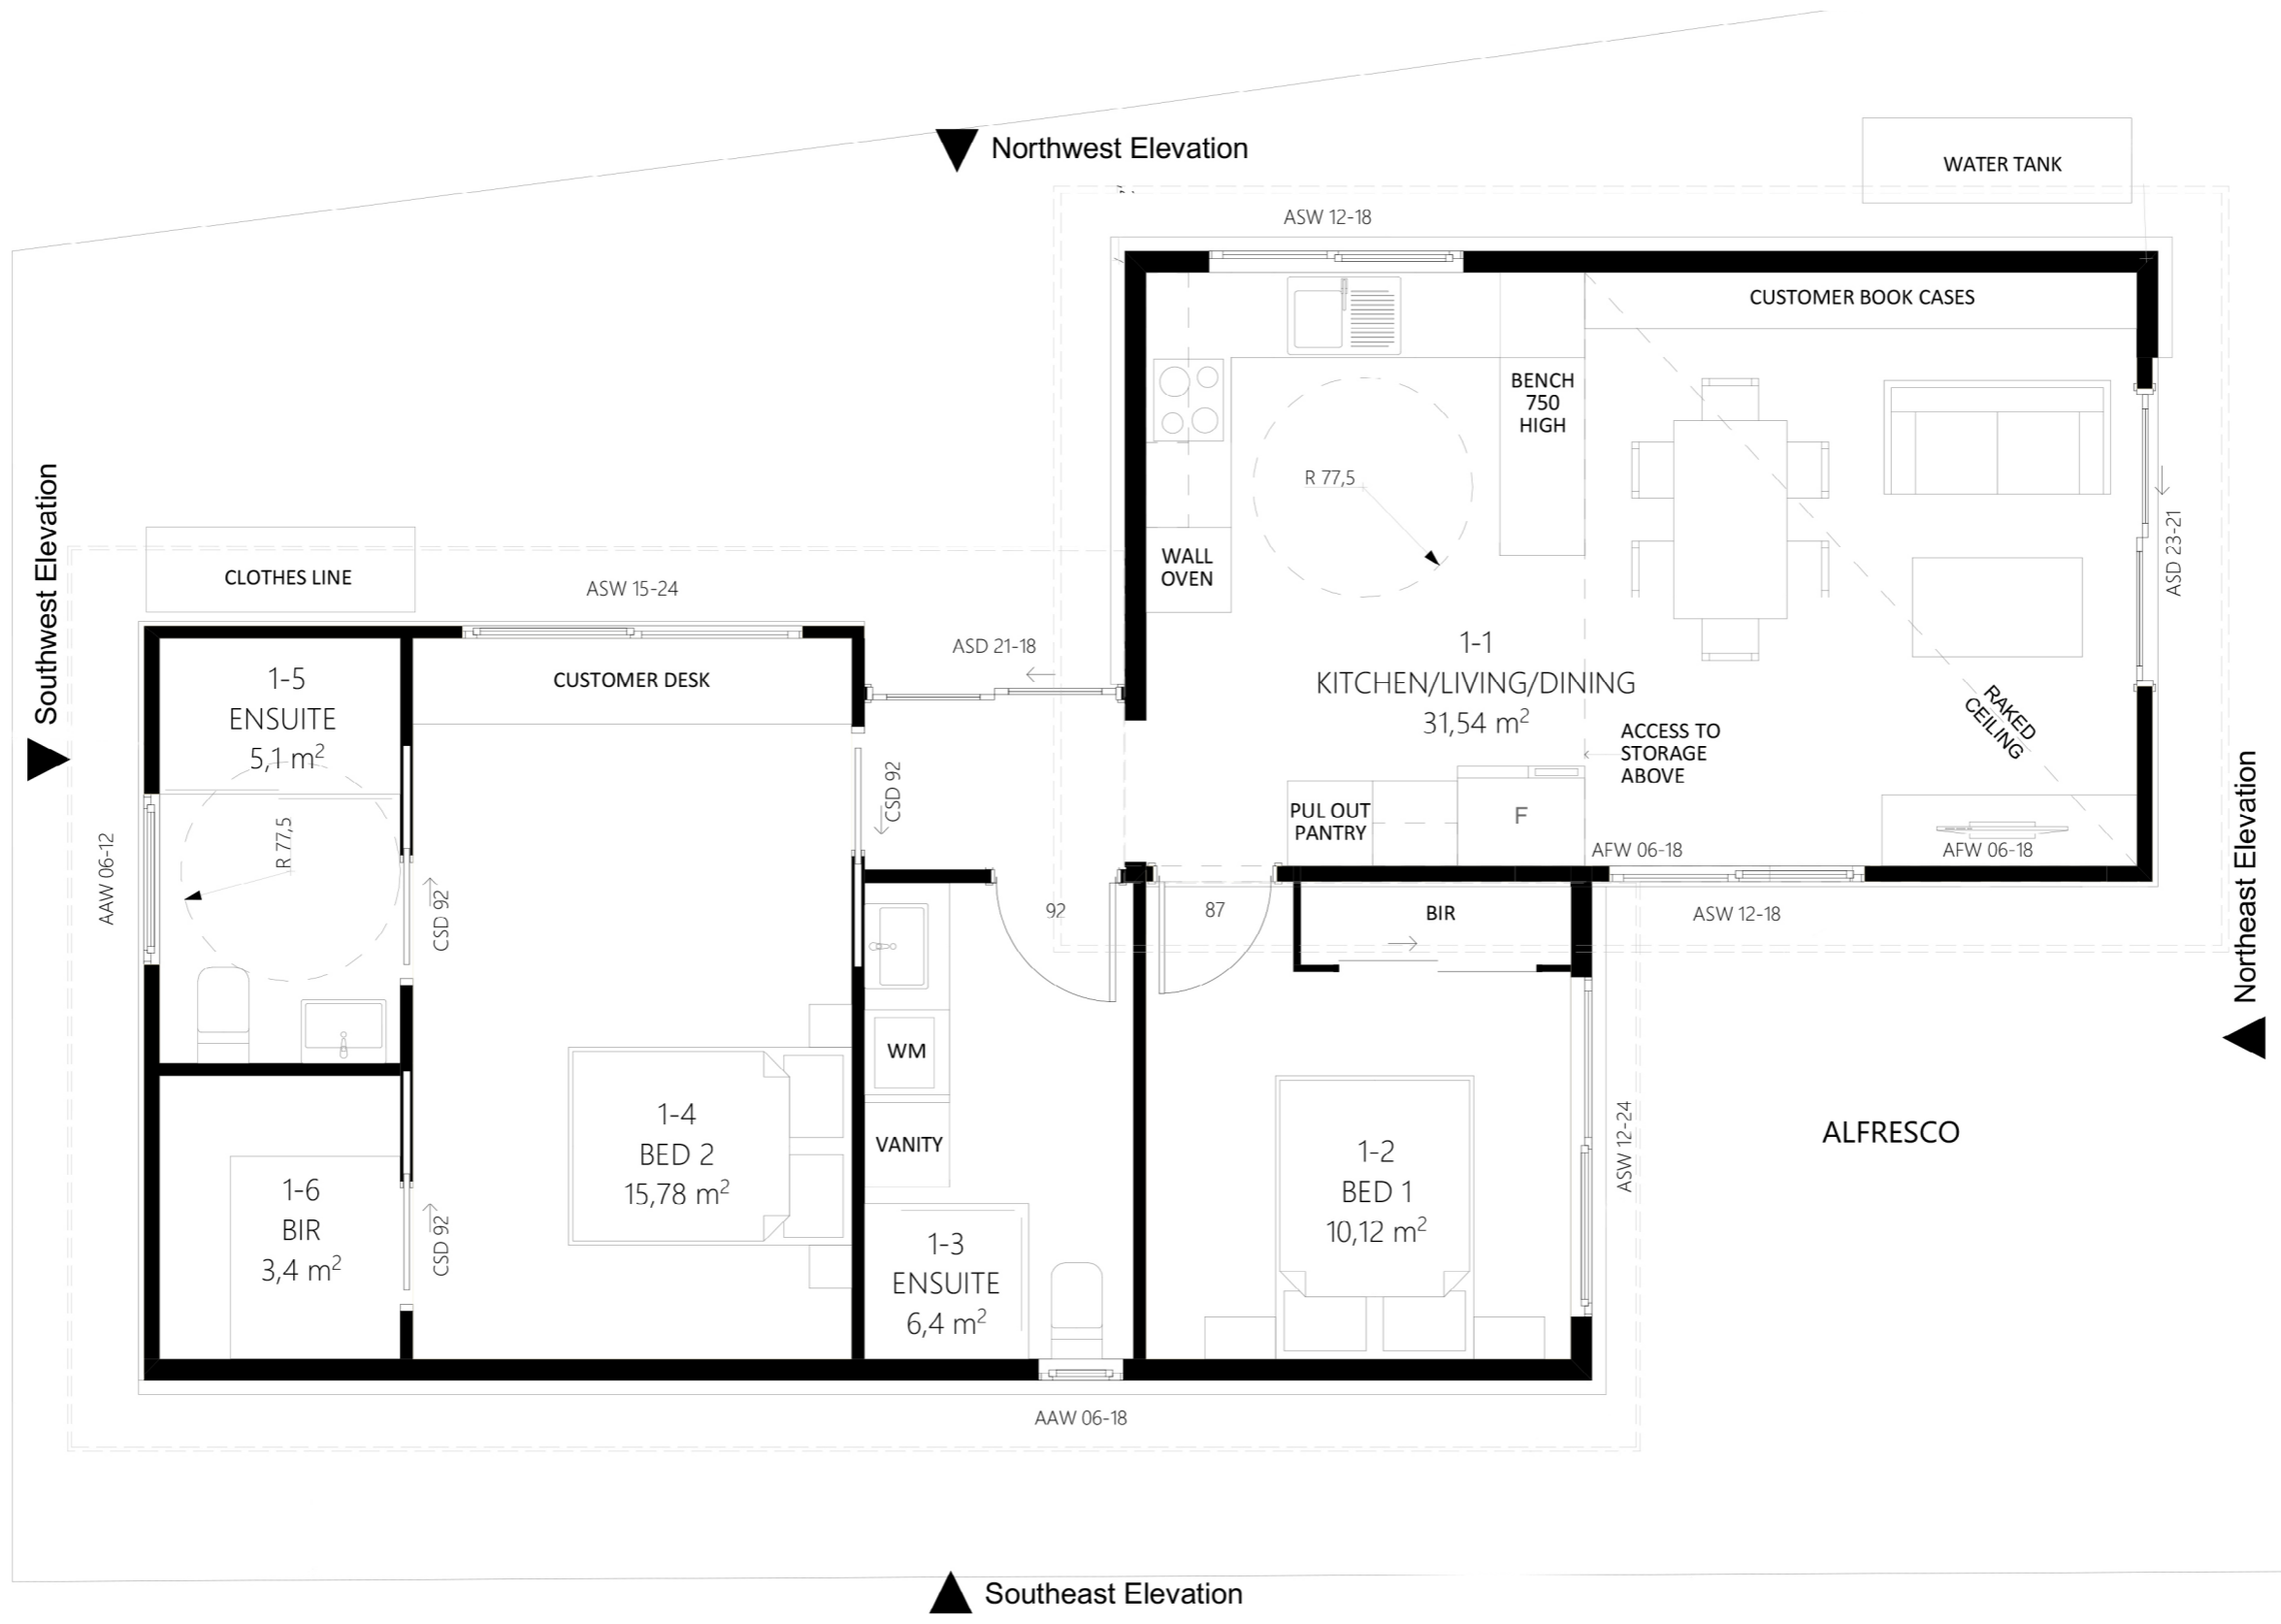 Northwest Elevation
WATER TANK
ASW 12-18
CUSTOMER BOOK CASES
BENCH
750
HIGH
R 77,5
WALL
OVEN
ASD 23-21
Southwest Elevation
CLOTHES LINE
ASW 15-24
ASD 21-18
1-1
KITCHEN/LIVING/DINING
31,54 m²
1-5
ENSUITE
5,1 m²
CUSTOMER DESK
RAKED
CEILING
ACCESS TO
STORAGE
ABOVE
CSD 92
PUL OUT
PANTRY
F
R 77,5
AAW 06-12
AFW 06-18
AFW 06-18
Northeast Elevation
CSD 92
92
87
BIR
ASW 12-18
WM
1-4
BED 2
15,78 m²
VANITY
1-2
BED 1
10,12 m²
ASW 12-24
ALFRESCO
1-6
BIR
3,4 m²
CSD 92
1-3
ENSUITE
6,4 m²
AAW 06-18
Southeast Elevation